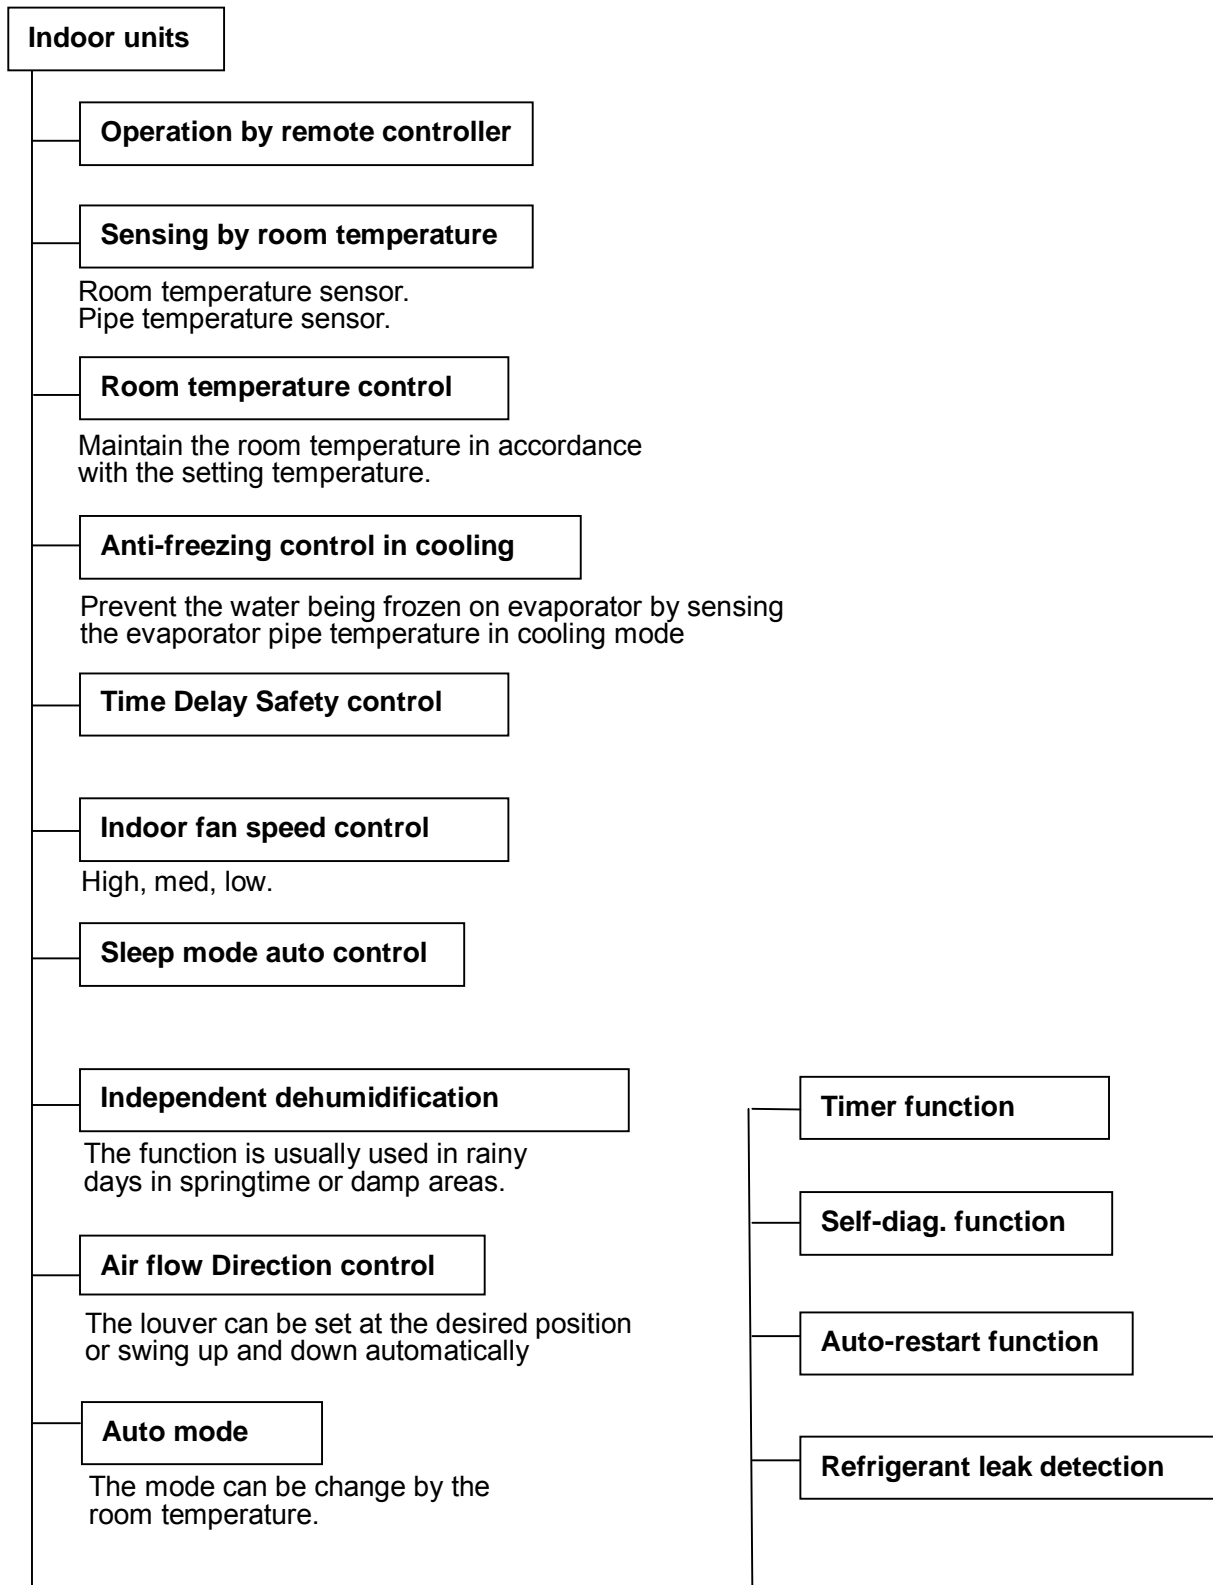 Indoor units
Operation by remote controller
Sensing by room temperature
Room temperature sensor.
Pipe temperature sensor.
Room temperature control
Maintain the room temperature in accordance
with the setting temperature.
Anti-freezing control in cooling
Prevent the water being frozen on evaporator by sensing
the evaporator pipe temperature in cooling mode
Time Delay Safety control
Indoor fan speed control
High, med, low.
Sleep mode auto control
Independent dehumidification
The function is usually used in rainy
days in springtime or damp areas.
Air flow Direction control
The louver can be set at the desired position
or swing up and down automatically
Auto mode
The mode can be change by the
room temperature.
Timer function
Self-diag. function
Auto-restart function
Refrigerant leak detection